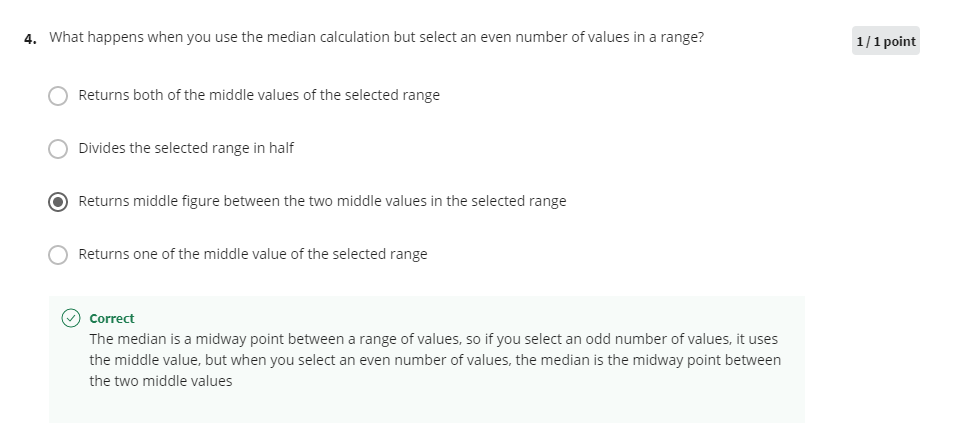 4. What happens when you use the median calculation but select an even number of values in a range?
1 / 1 point
Returns both of the middle values of the selected range
Divides the selected range in half
Returns middle figure between the two middle values in the selected range
Returns one of the middle value of the selected range
Correct
The median is a midway point between a range of values, so if you select an odd number of values, it uses
the middle value, but when you select an even number of values, the median is the midway point between
the two middle values